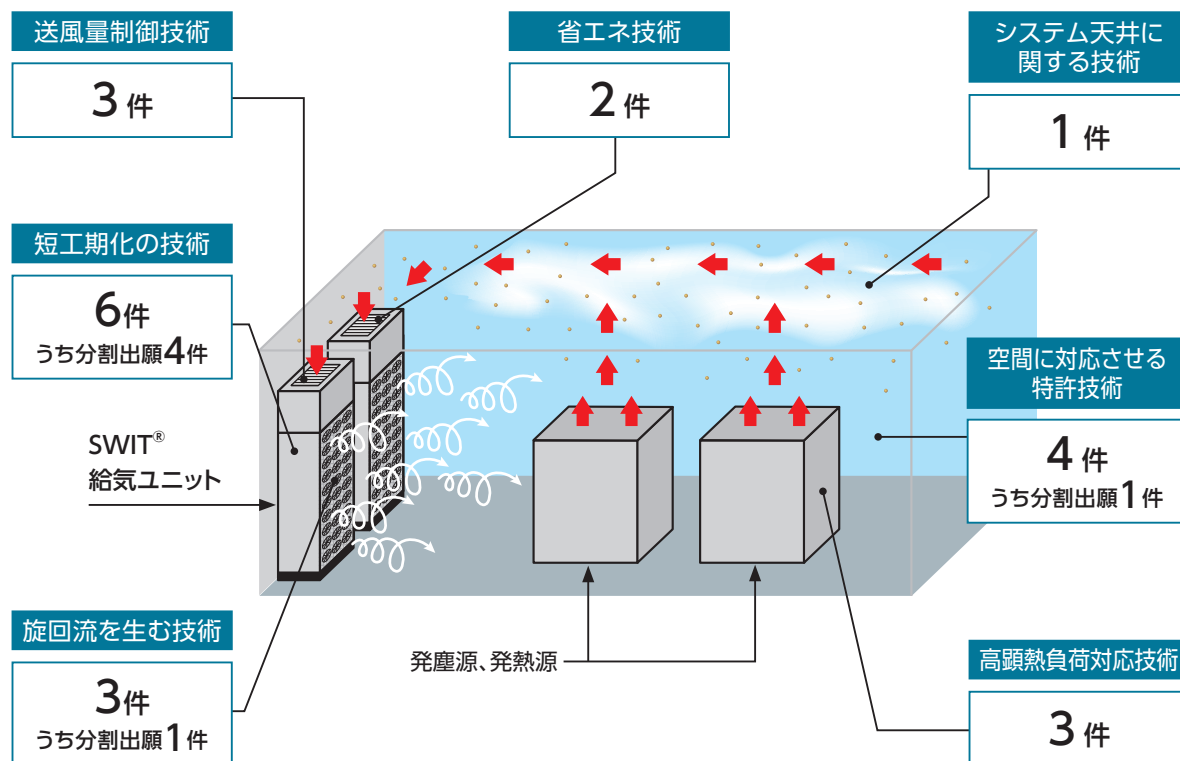 送風量制御技術
3 件
省エネ技術
2 件
システム天井に
関する技術
1 件
短工期化の技術
6件
うち分割出願4件
SWIT®
給気ユニット
空間に対応させる
特許技術
4 件
うち分割出願1件
旋回流を生む技術
3件
うち分割出願1件
発塵源、発熱源
高顕熱負荷対応技術
3 件